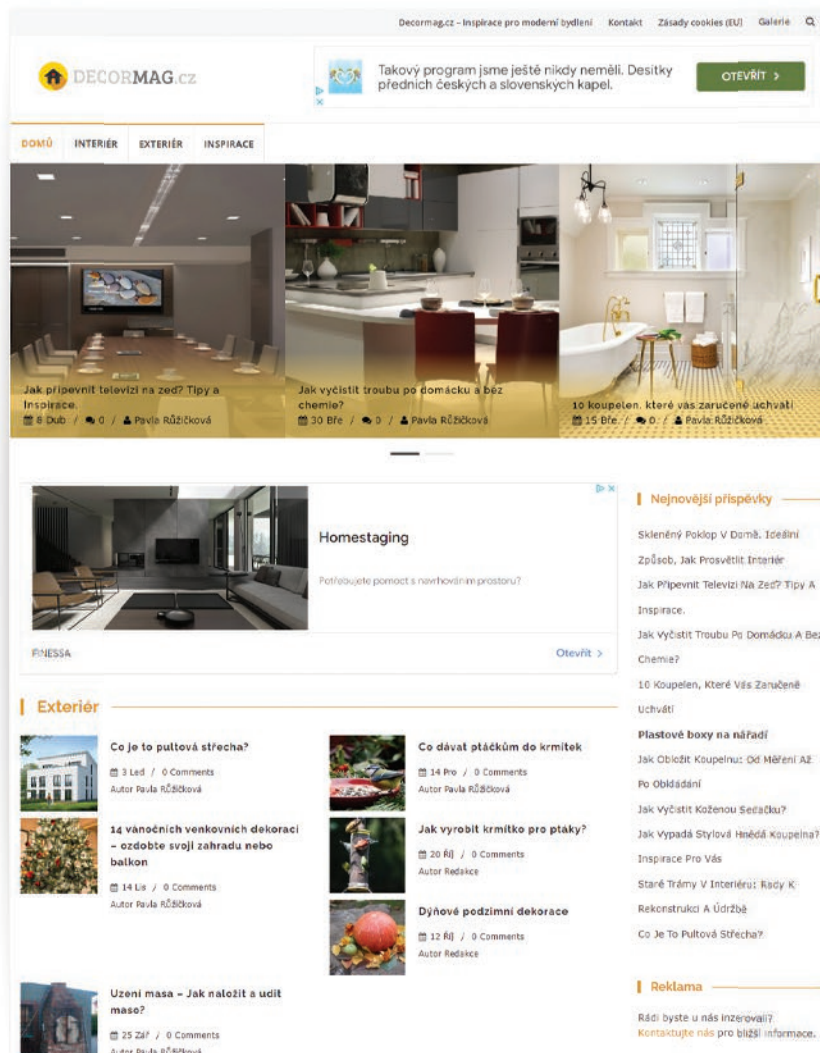 Decormag.cz – Inspirace pro moderní bydlení Kontakt Zásady cookies (EU) Galerie
DECORMAG.cz
Takový program jsme ještě nikdy neměli. Desítky
předních českých a slovenských kapel.
OTEVŘÍT >
DOMŮ INTERIÉR EXTERIÉR INSPIRACE
Jak připevnit televizi na zeď? Tipy a
Inspirace.
8 Dub / 0 / Pavla Růžičková
Jak vyčistit troubu po domácku a bez
chemie?
30 Bře / 0 / Pavla Růžičková
10 koupelen, které vás zaručeně uchvátí
15 Bře / 0 / Pavla Růžičková
Homestaging
Potřebujete pomoct s navrhováním prostoru?
FINESSA
Otevřít >
Exteriér
Co je to pultová střecha?
3 Led / 0 Comments
Autor Pavla Růžičková
14 vánočních venkovních dekorací
– ozdobte svoji zahradu nebo
balkon
14 Lis / 0 Comments
Autor Pavla Růžičková
Uzení masa – Jak naložit a udit
maso?
25 Zář / 0 Comments
Autor Pavla Růžičková
Co dávat ptáčkům do krmítek
14 Pro / 0 Comments
Autor Pavla Růžičková
Jak vyrobit krmítko pro ptáky?
20 Říj / 0 Comments
Autor Redakce
Dýňové podzimní dekorace
12 Říj / 0 Comments
Autor Redakce
Nejnovější příspěvky
Skleněný Poklop V Domě. Ideální
Způsob, Jak Prosvětlit Interiér
Jak Připevnit Televizi Na Zeď? Tipy A
Inspirace.
Jak Vyčistit Troubu Po Domácku A Bez
Chemie?
10 Koupelen, Které Vás Zaručeně
Uchvátí
Plastové boxy na nářadí
Jak Obložit Koupelnu: Od Měření Až
Po Obkládání
Jak Vyčistit Koženou Sedačku?
Jak Vypadá Stylová Hnědá Koupelna?
Inspirace Pro Vás
Staré Trámy V Interiéru: Rady K
Rekonstrukci A Údržbě
Co Je To Pultová Střecha?
Reklama
Rádi byste u nás inzerovali?
Kontaktujte nás pro bližší informace.